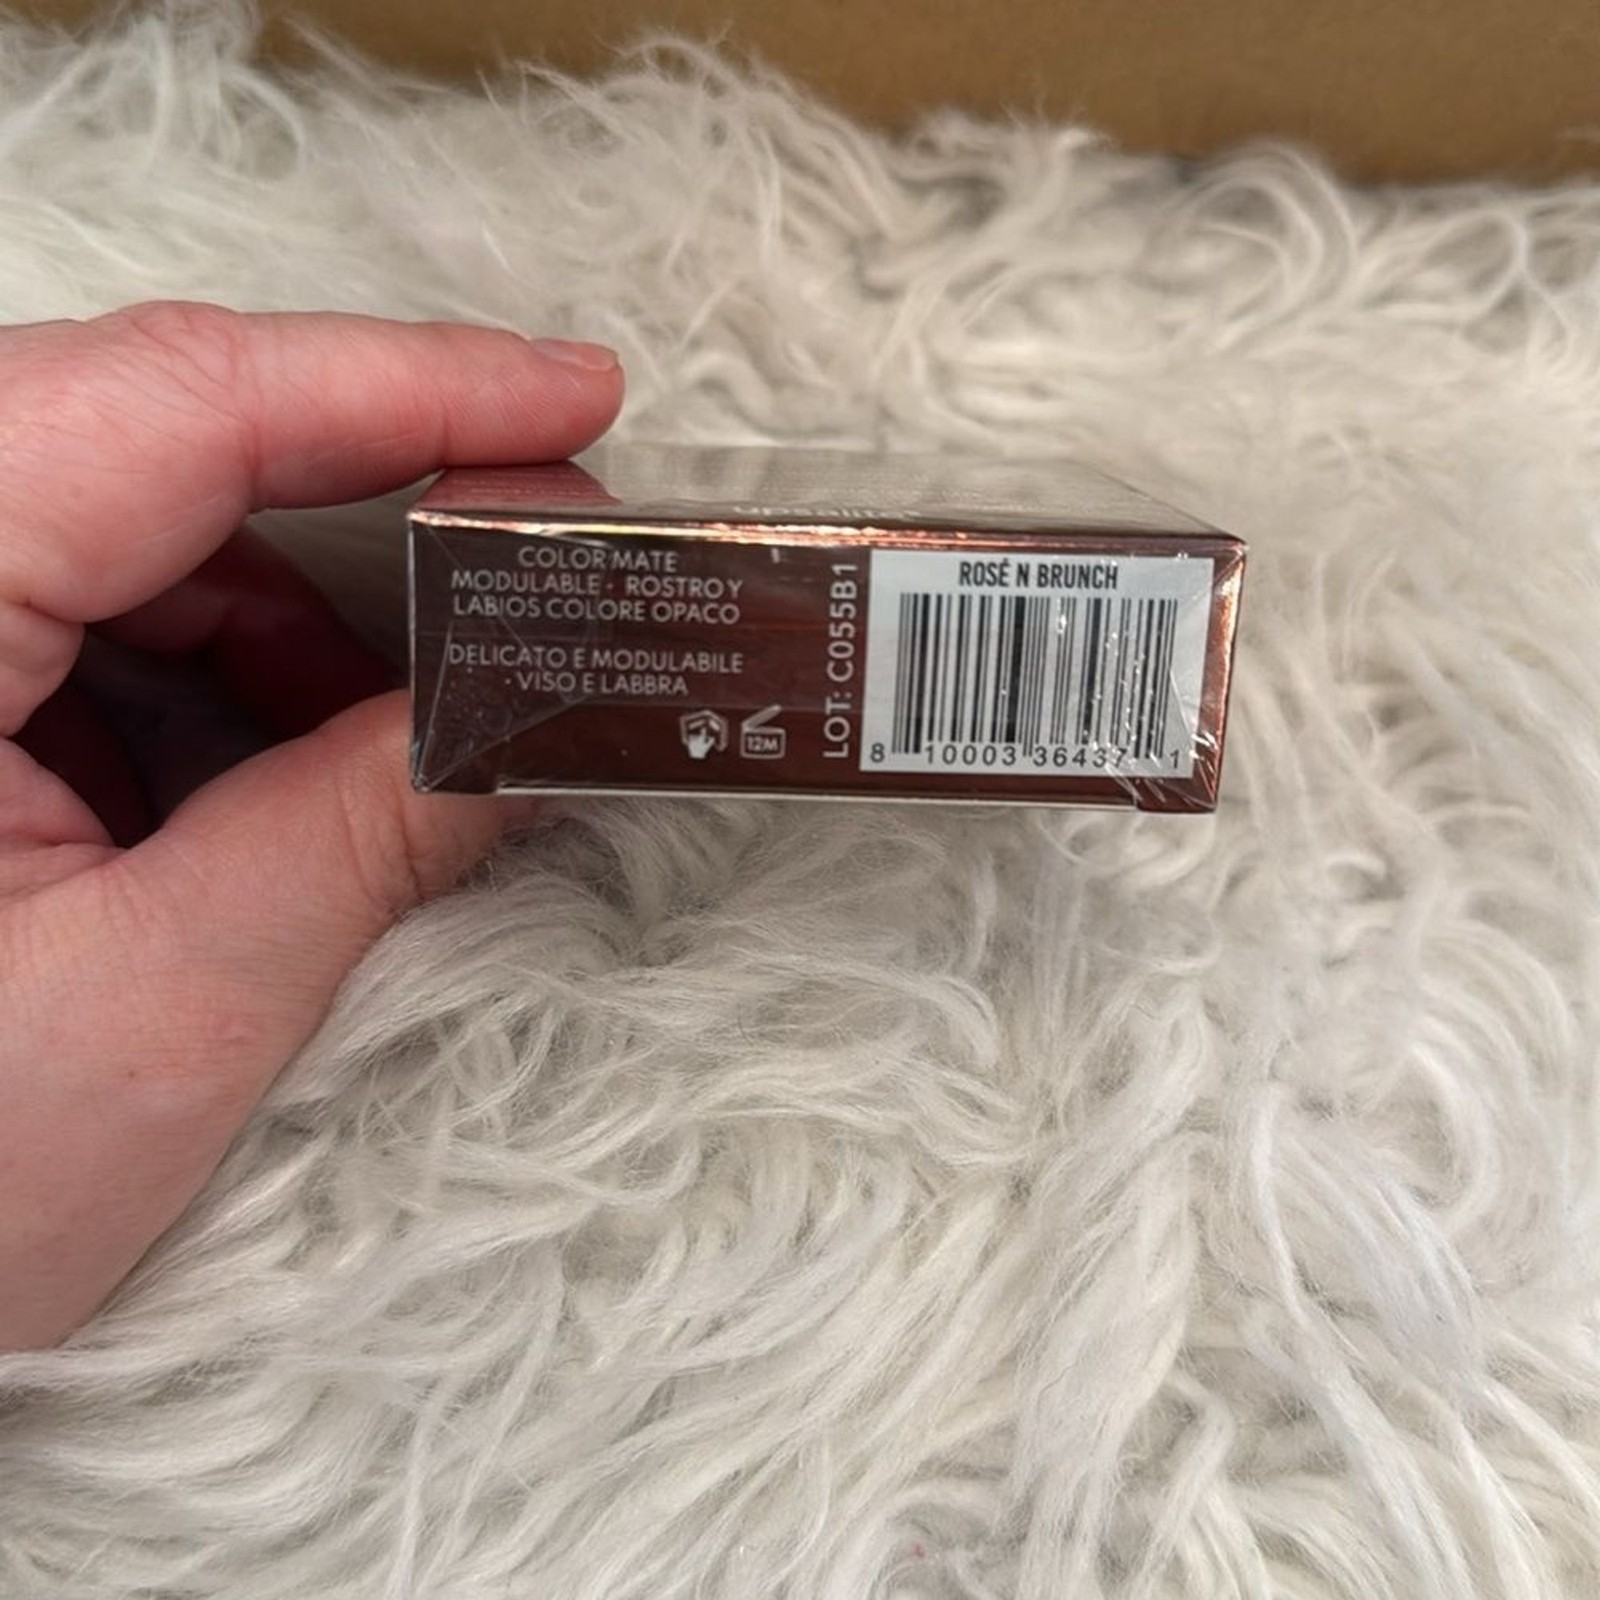 upsalite
COLOR MATE
MODULABLE · ROSTRO Y
LABIOS COLORE OPACO
DELICATO E MODULABILE
· VISO E LABBRA
12M
LOT: C055B1
ROSÉ N BRUNCH
8 10003 36437 1